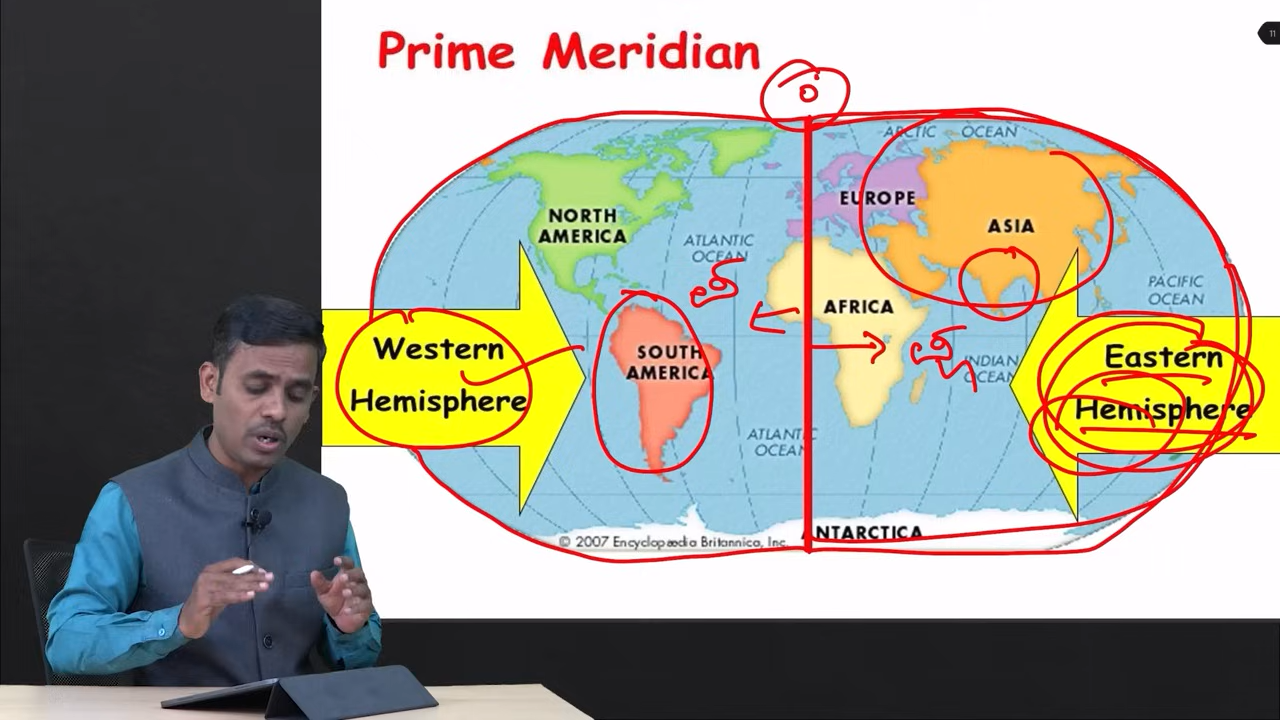 Prime Meridian
0
11
ARCTIC OCEAN
EUROPE
ASIA
NORTH
AMERICA
ATLANTIC
OCEAN
PACIFIC
OCEAN
AFRICA
Western
Hemisphere
SOUTH
AMERICA
INDIAN
OCEAN
Eastern
Hemisphere
ATLANTIC
OCEAN
ANTARCTICA
© 2007 Encyclopædia Britannica, Inc.